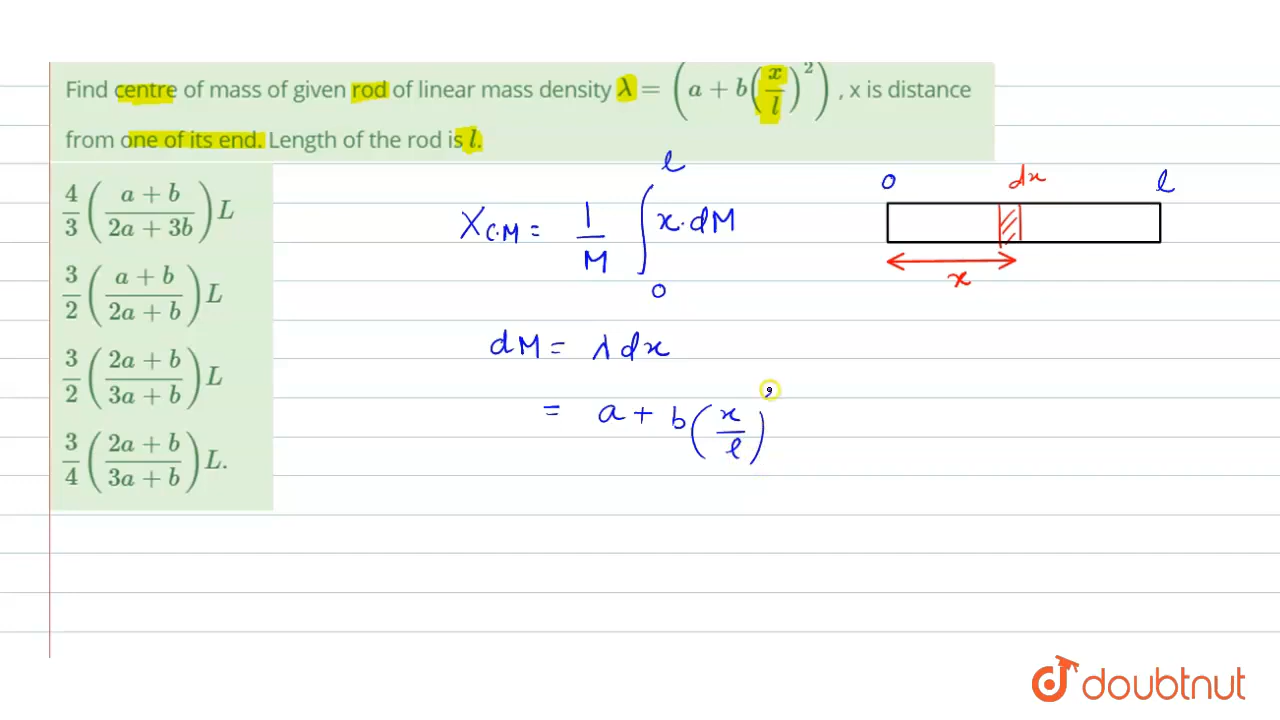 Find centre of mass of given rod of linear mass density λ = (a + b(x/l)²) , x is distance
from one of its end. Length of the rod is l.
4/3 ((a + b)/(2a + 3b)) L
3/2 ((a + b)/(2a + b)) L
3/2 ((2a + b)/(3a + b)) L
3/4 ((2a + b)/(3a + b)) L.
X_C.M = 1/M ∫₀^l x·dM
dM = λ dx
= a + b(x/l)
0 dx l
x
doubtnut